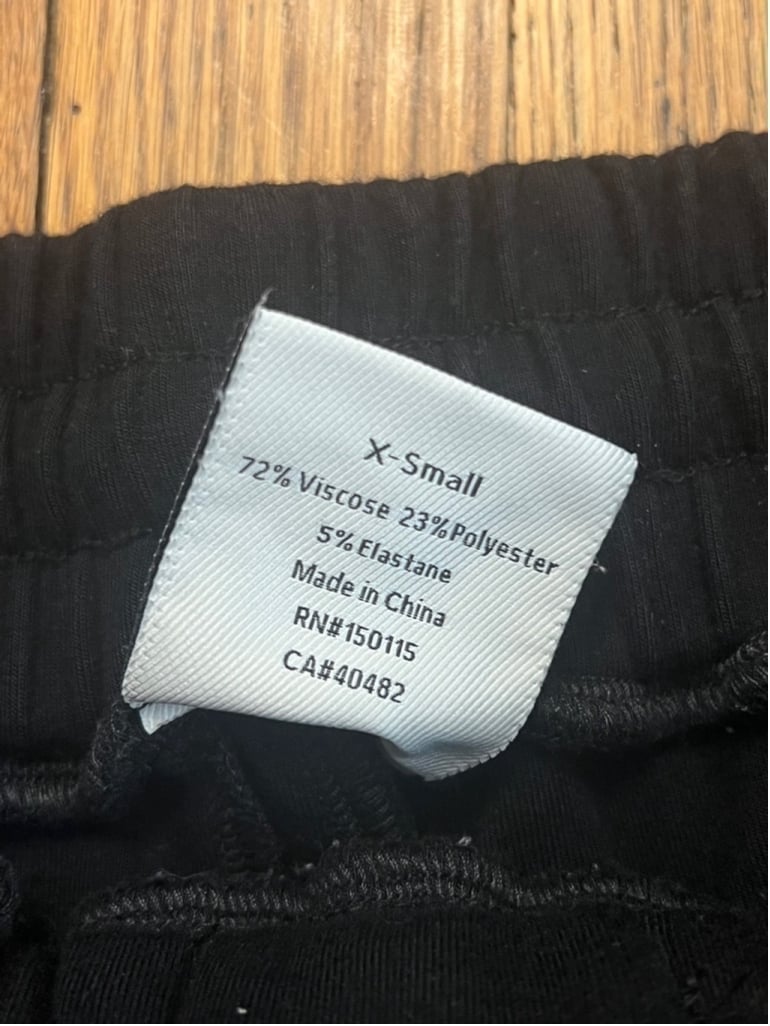 X-Small
72% Viscose 23% Polyester
5% Elastane
Made in China
RN#150115
CA#40482